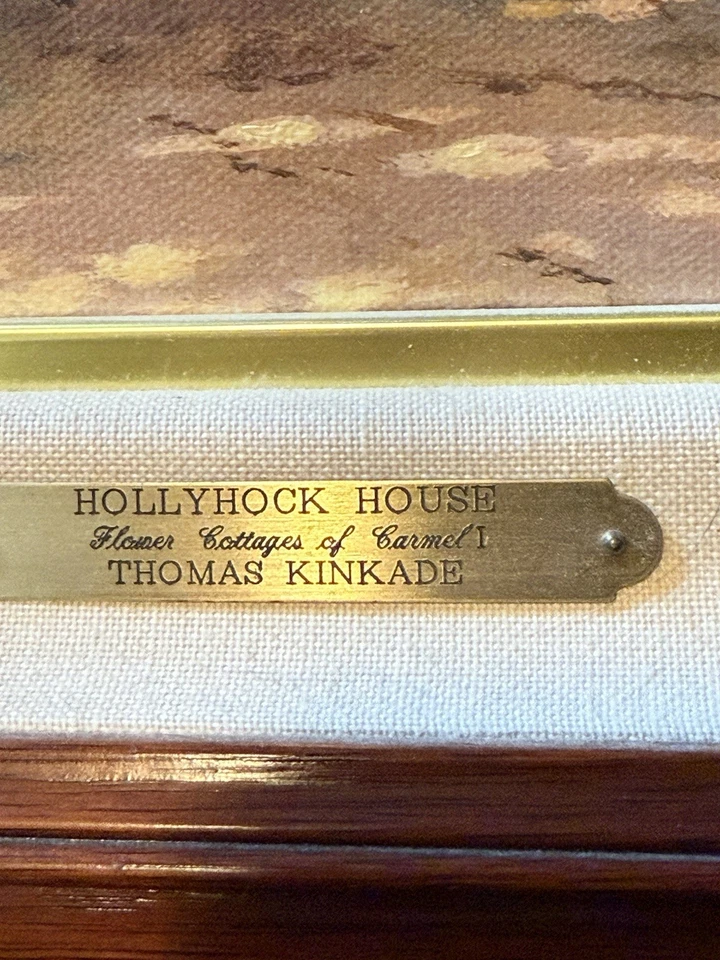 HOLLYHOCK HOUSE
Flower Cottages of Carmel I
THOMAS KINKADE